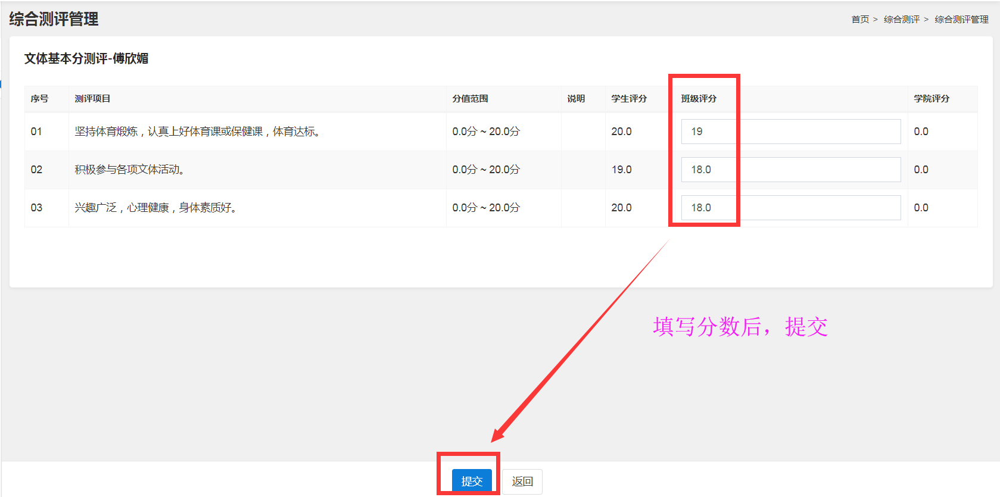 综合测评管理
首页 > 综合测评 > 综合测评管理
文体基本分测评-傅欣媚
序号 测评项目 分值范围 说明 学生评分 班级评分 学院评分
01 坚持体育煅炼，认真上好体育课或保健课，体育达标。 0.0分 ~ 20.0分 20.0 19 0.0
02 积极参与各项文体活动。 0.0分 ~ 20.0分 19.0 18.0 0.0
03 兴趣广泛，心理健康，身体素质好。 0.0分 ~ 20.0分 20.0 18.0 0.0
填写分数后，提交
提交 返回